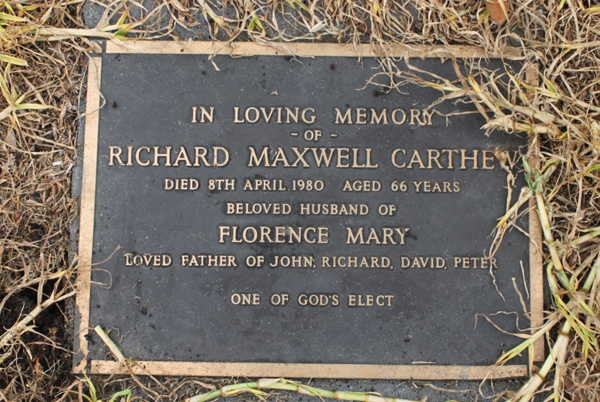 IN LOVING MEMORY
- OF -
RICHARD MAXWELL CARTHEW
DIED 8TH APRIL 1980 AGED 66 YEARS
BELOVED HUSBAND OF
FLORENCE MARY
LOVED FATHER OF JOHN, RICHARD, DAVID, PETER
ONE OF GOD'S ELECT